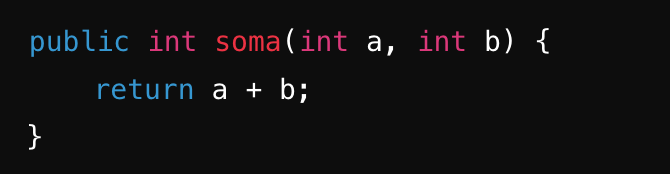 public int soma(int a, int b) {
    return a + b;
}